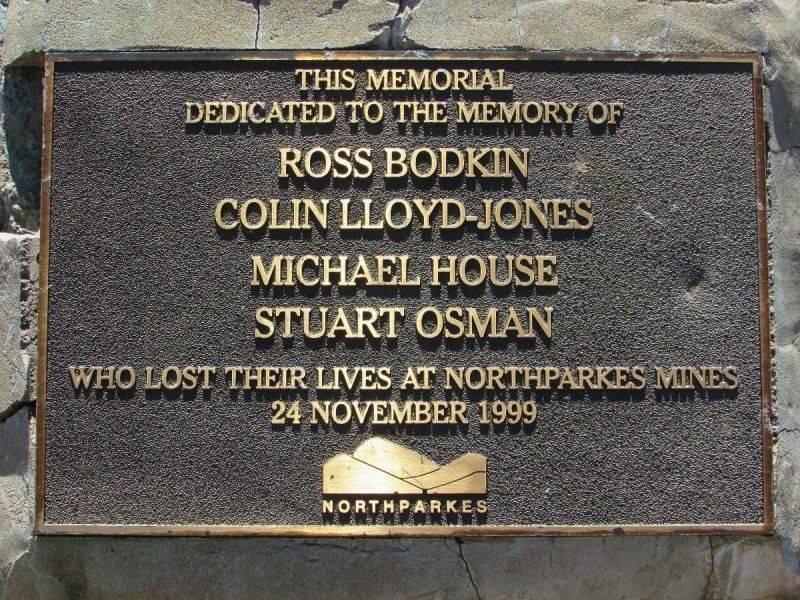 THIS MEMORIAL
DEDICATED TO THE MEMORY OF
ROSS BODKIN
COLIN LLOYD-JONES
MICHAEL HOUSE
STUART OSMAN
WHO LOST THEIR LIVES AT NORTHPARKES MINES
24 NOVEMBER 1999
NORTHPARKES